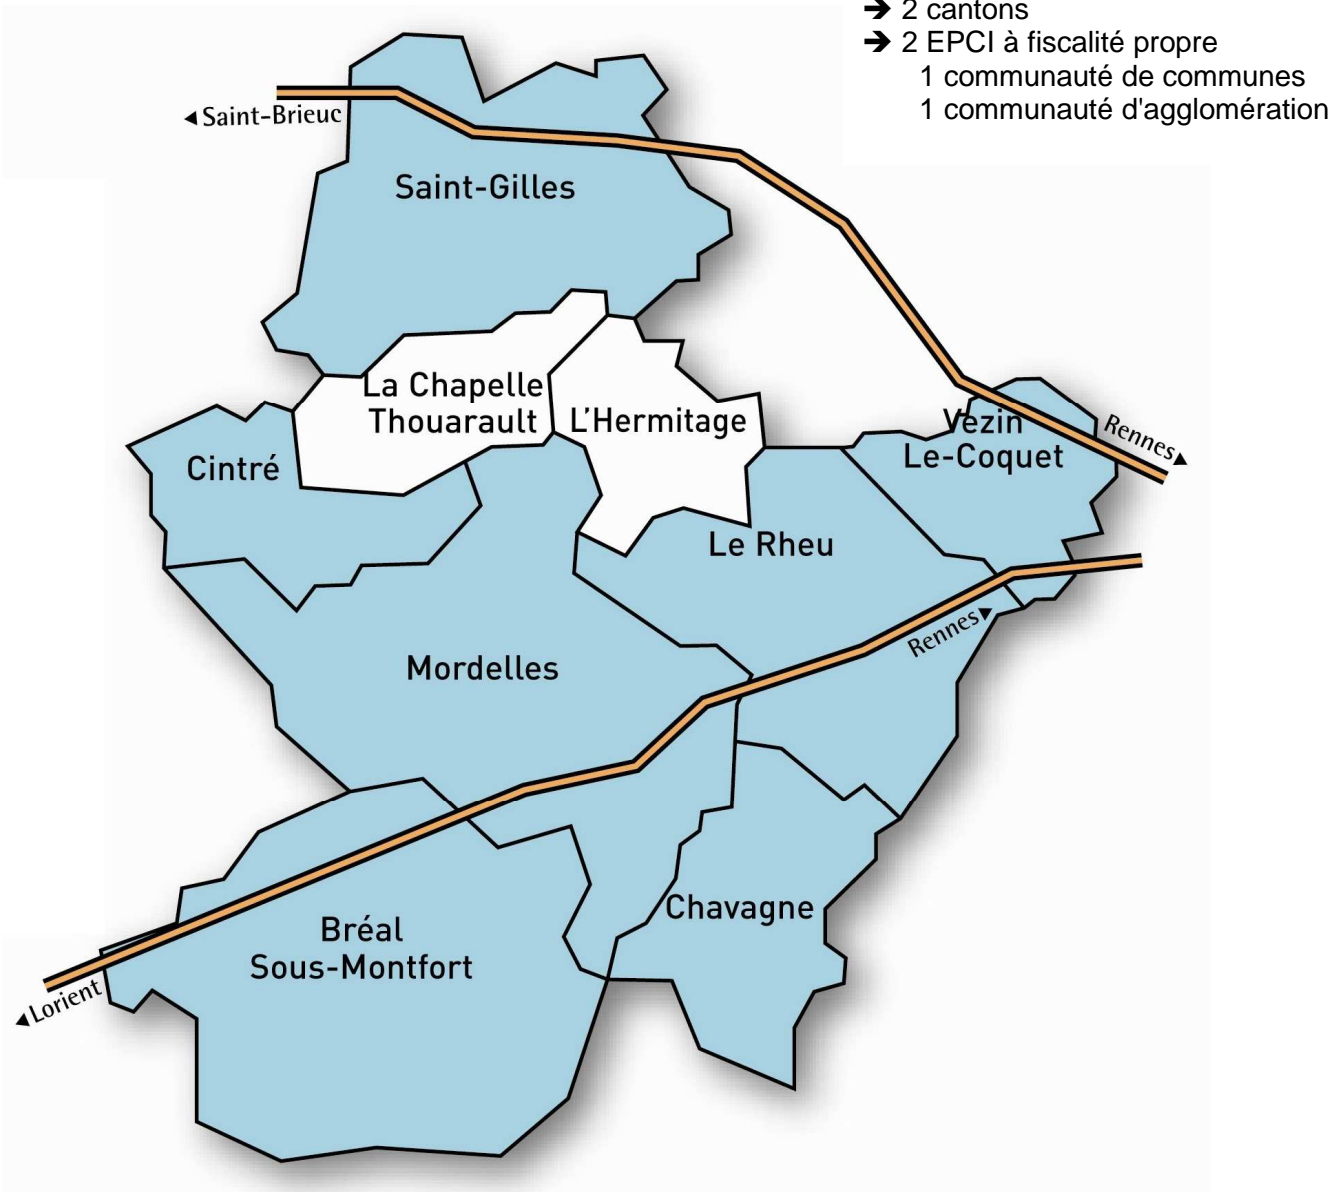 ➔ 2 cantons
➔ 2 EPCI à fiscalité propre
1 communauté de communes
1 communauté d'agglomération
◄Saint-Brieuc
Saint-Gilles
La Chapelle
Thouarault
L'Hermitage
Vezin
Le-Coquet
Rennes►
Cintré
Le Rheu
Rennes►
Mordelles
Chavagne
Bréal
Sous-Montfort
◄Lorient